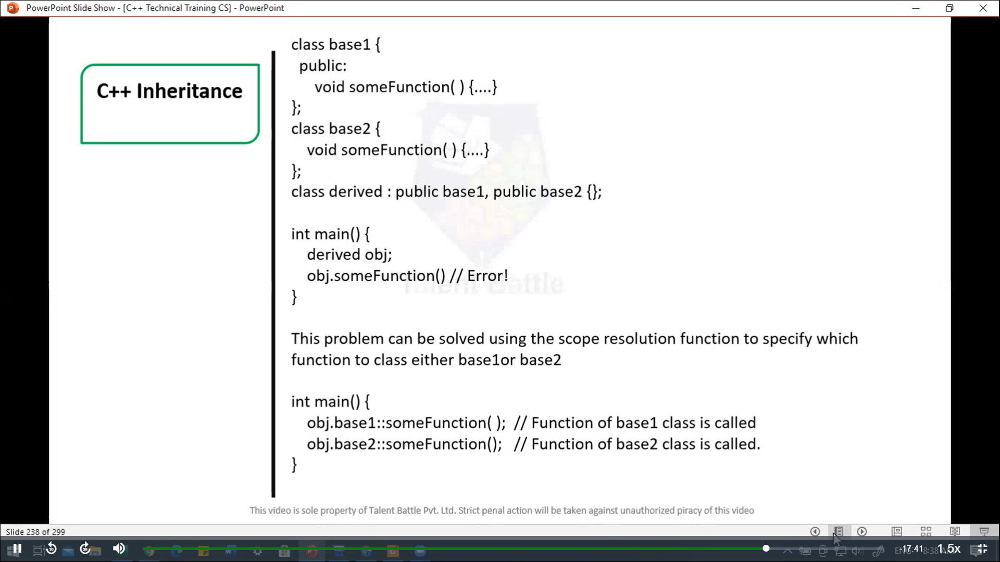 PowerPoint Slide Show - [C++ Technical Training CS] - PowerPoint
C++ Inheritance
class base1 {
public:
void someFunction( ) {....}
};
class base2 {
void someFunction( ) {....}
};
class derived : public base1, public base2 {};
int main() {
derived obj;
obj.someFunction() // Error!
}
Talent Battle
This problem can be solved using the scope resolution function to specify which
function to class either base1or base2
int main() {
obj.base1::someFunction( ); // Function of base1 class is called
obj.base2::someFunction(); // Function of base2 class is called.
}
This video is sole property of Talent Battle Pvt. Ltd. Strict penal action will be taken against unauthorized piracy of this video
Slide 238 of 299
10
30
-17:41
1.5x
ENG